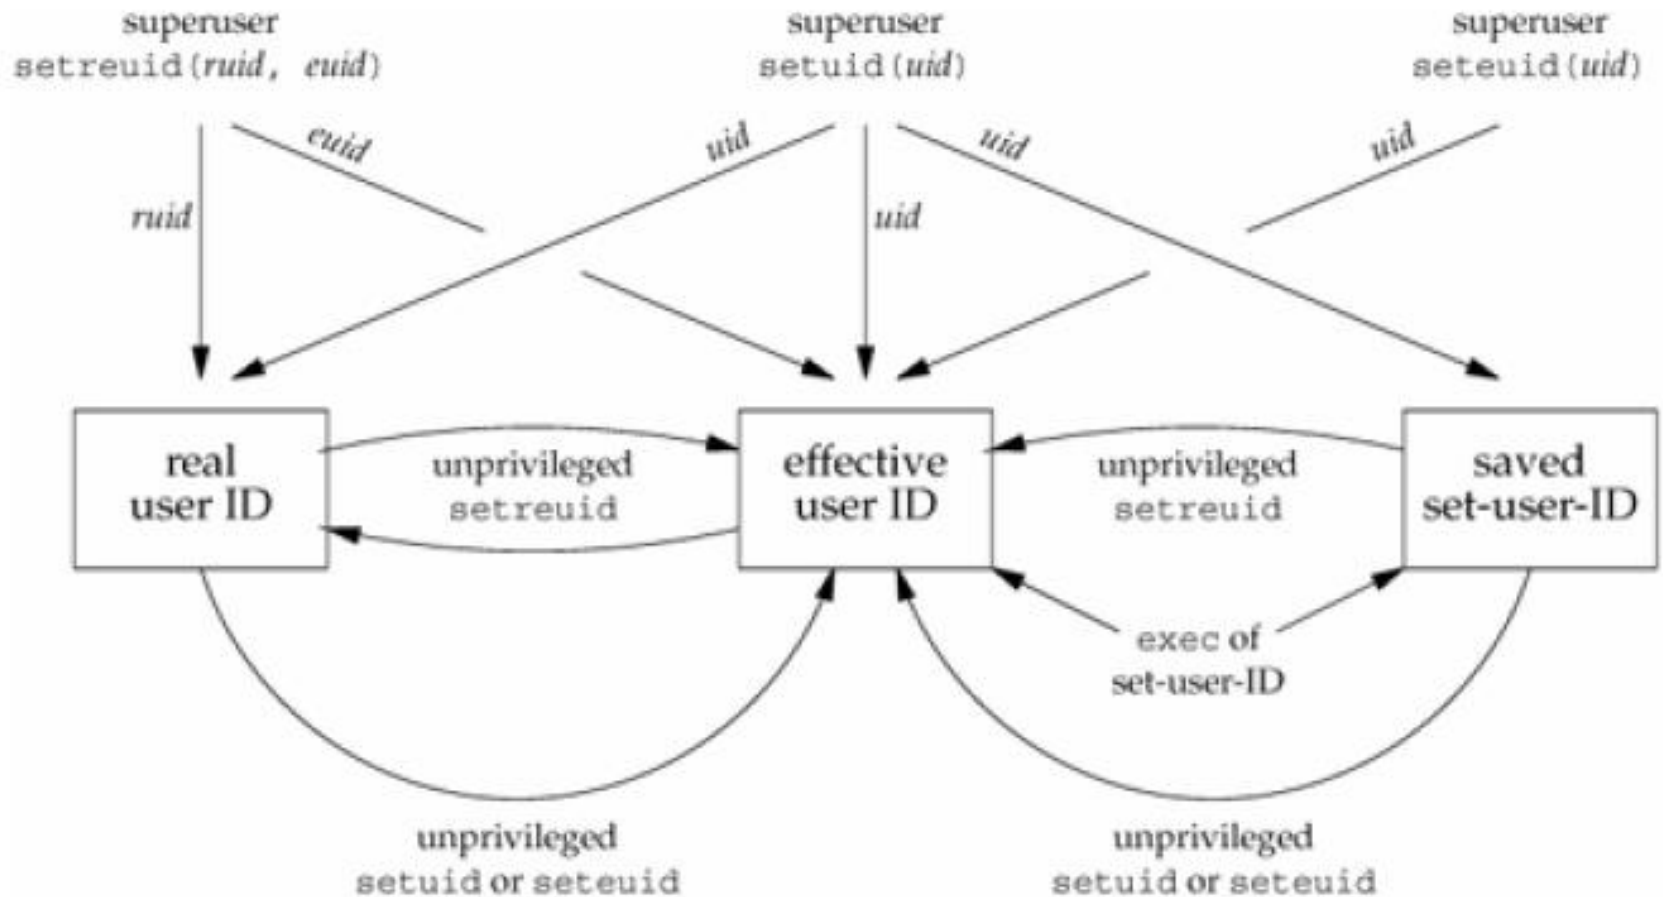 superuser
setreuid(ruid, euid)
superuser
setuid(uid)
superuser
seteuid(uid)
euid
uid
uid
uid
ruid
uid
real
user ID
unprivileged
setreuid
effective
user ID
unprivileged
setreuid
saved
set-user-ID
exec of
set-user-ID
unprivileged
setuid or seteuid
unprivileged
setuid or seteuid